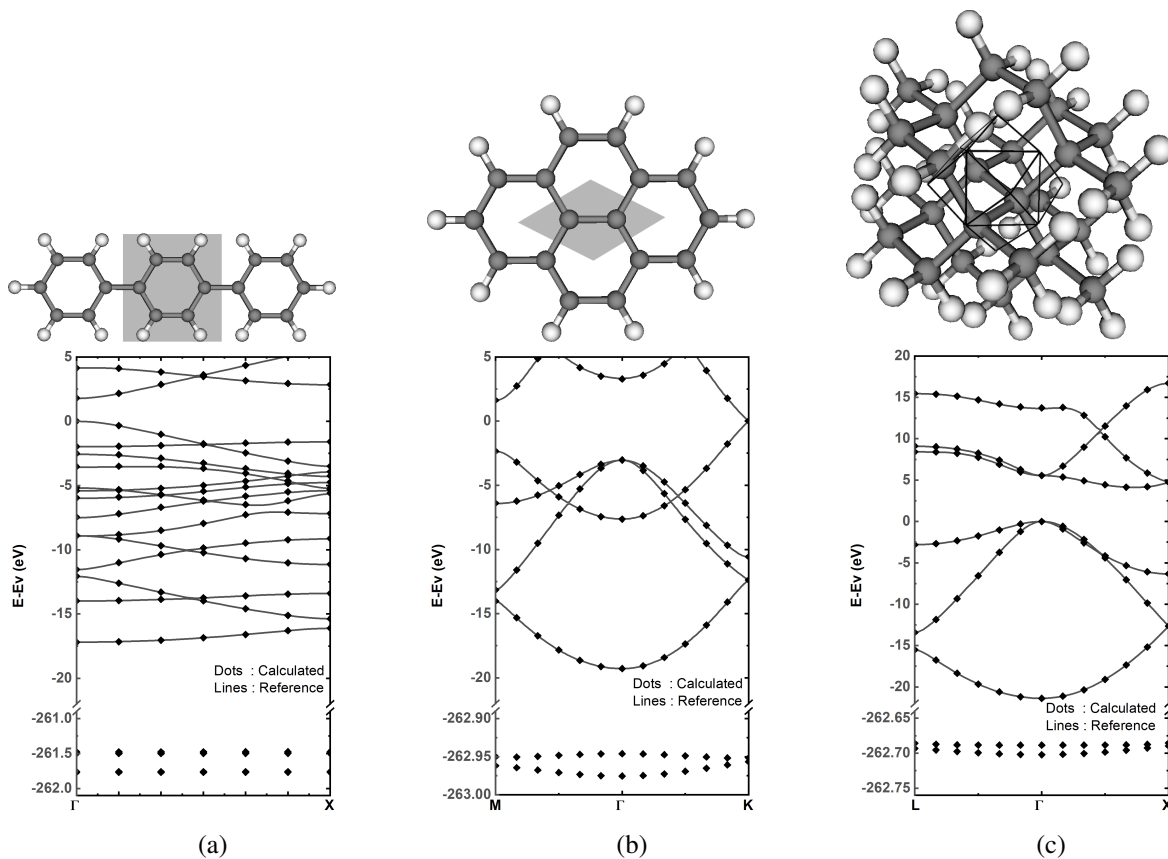 5
0
-5
-10
-15
-20
-261.0
-261.5
-262.0
E-Ev (eV)
Dots : Calculated
Lines : Reference
Γ
X
(a)
5
0
-5
-10
-15
-20
-262.90
-262.95
-263.00
E-Ev (eV)
Dots : Calculated
Lines : Reference
M
Γ
K
(b)
20
15
10
5
0
-5
-10
-15
-20
-262.65
-262.70
-262.75
E-Ev (eV)
Dots : Calculated
Lines : Reference
L
Γ
X
(c)